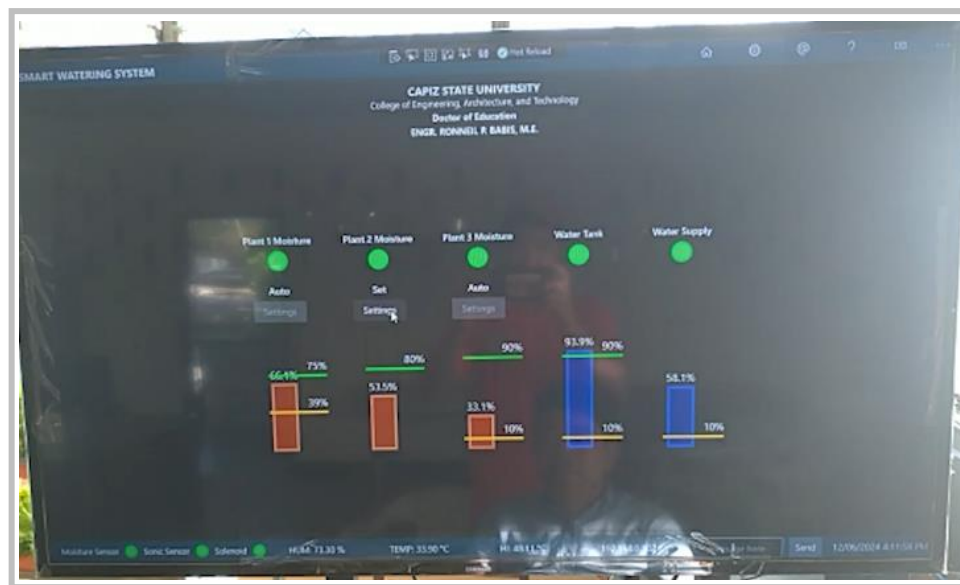 Hot Reload
SMART WATERING SYSTEM
CAPIZ STATE UNIVERSITY
College of Engineering, Architecture, and Technology
Doctor of Education
ENGR. RONNEIL P. BABIS, M.E.
Plant 1 Moisture Plant 2 Moisture Plant 3 Moisture Water Tank Water Supply
Auto Set Auto
Settings Settings Settings
66.4% 75% 80% 90% 93.9% 90%
53.5% 58.1%
39% 33.1% 10% 10% 10%
Moisture Sensor Sonic Sensor Solenoid HUM: 73.30 % TEMP: 33.90 °C Send 12/06/2024 4:11:58 PM